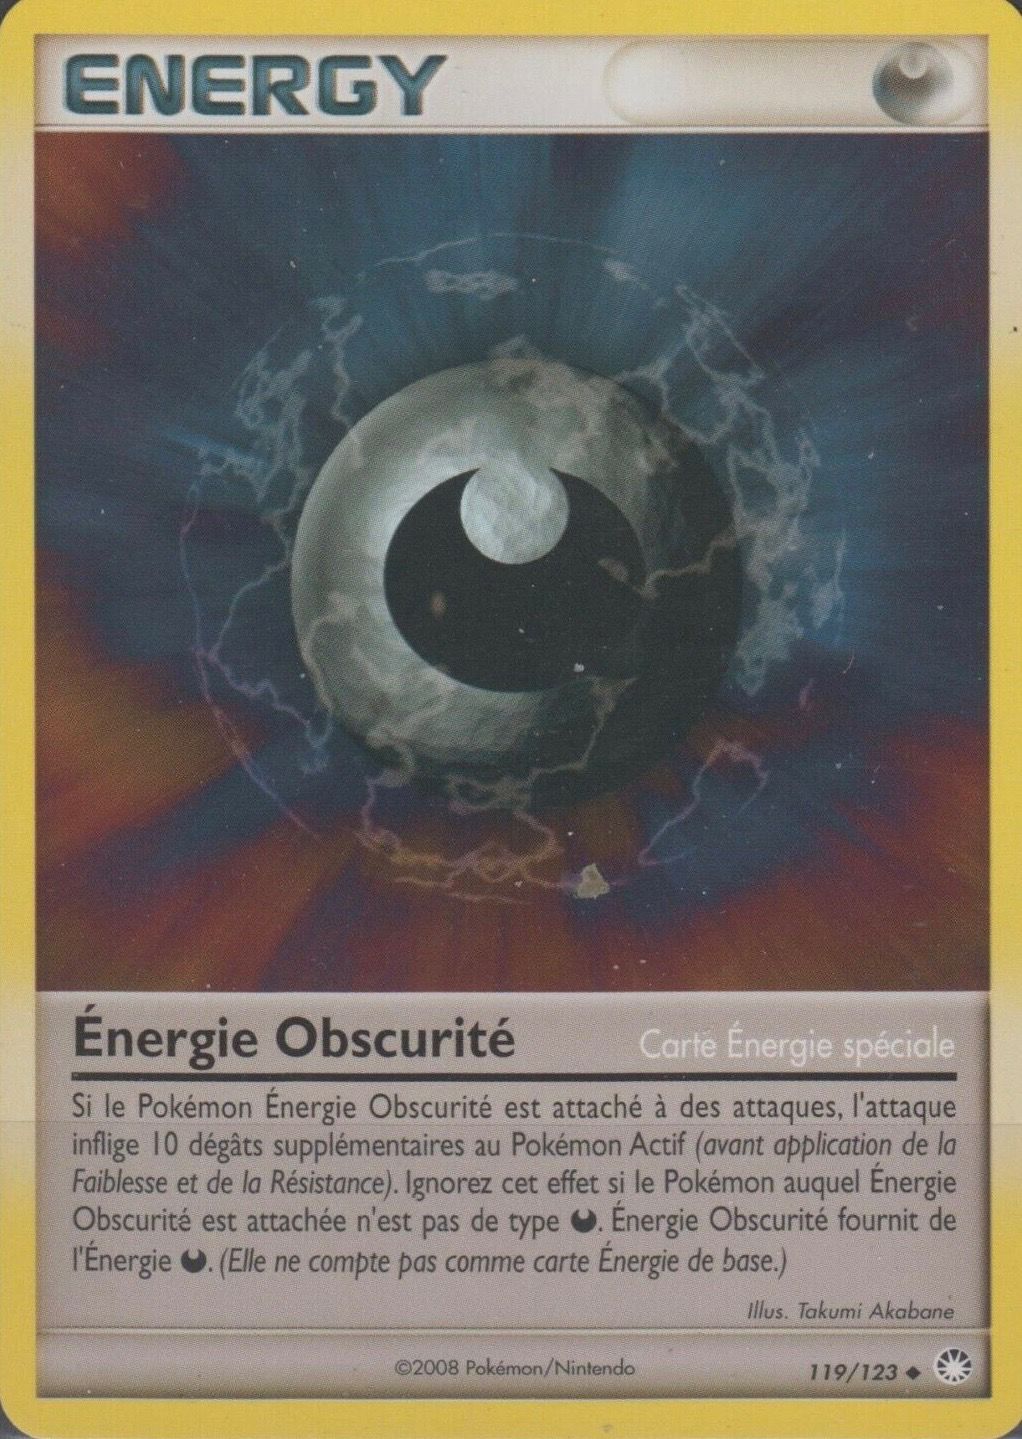 ENERGY
Énergie Obscurité
Carte Énergie spéciale
Si le Pokémon Énergie Obscurité est attaché à des attaques, l'attaque
inflige 10 dégâts supplémentaires au Pokémon Actif (avant application de la
Faiblesse et de la Résistance). Ignorez cet effet si le Pokémon auquel Énergie
Obscurité est attachée n'est pas de type . Énergie Obscurité fournit de
l'Énergie . (Elle ne compte pas comme carte Énergie de base.)
Illus. Takumi Akabane
©2008 Pokémon/Nintendo
119/123